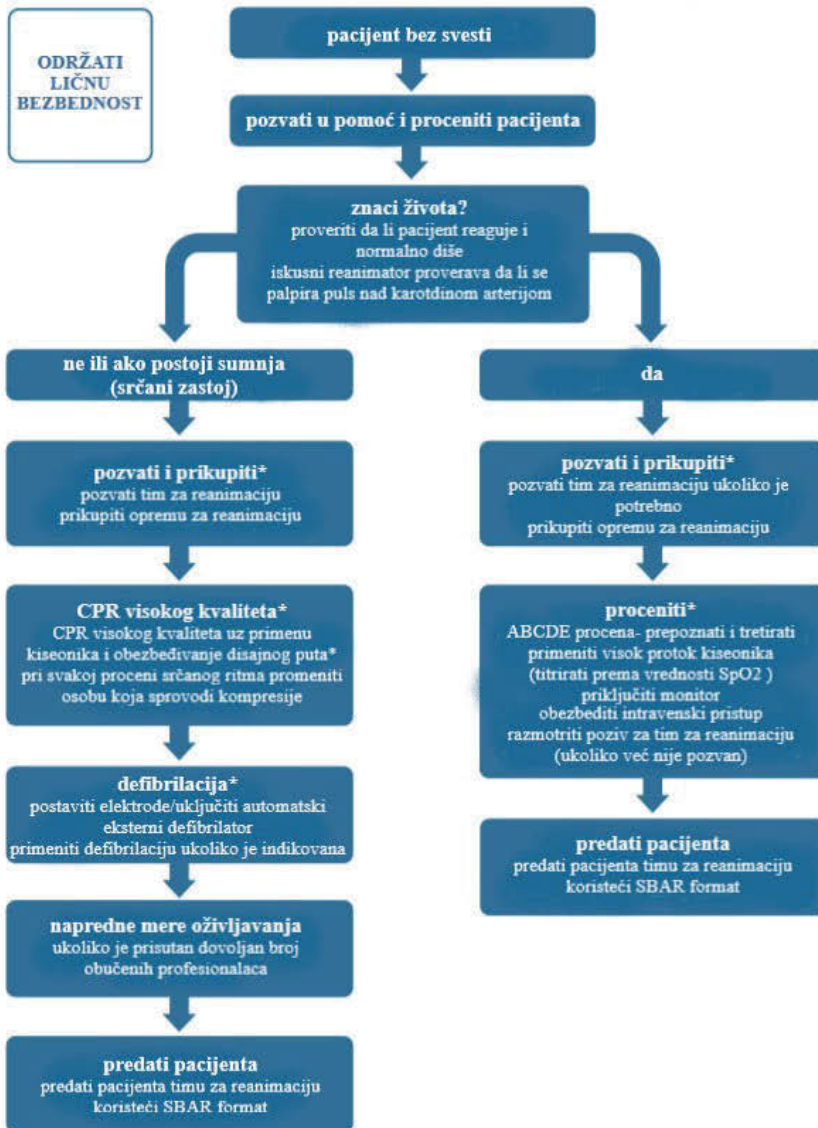 ODRŽATI
LIČNU
BEZBEDNOST
pacijent bez svesti
pozvati u pomoć i proceniti pacijenta
znaci života?
proveriti da li pacijent reaguje i
normalno diše
iskusni reanimator proverava da li se
palpira puls nad karotdinom arterijom
ne ili ako postoji sumnja
(srčani zastoj)
pozvati i prikupiti*
pozvati tim za reanimaciju
prikupiti opremu za reanimaciju
CPR visokog kvaliteta*
CPR visokog kvaliteta uz primenu
kiseonika i obezbeđivanje disajnog puta*
pri svakoj proceni srčanog ritma promeniti
osobu koja sprovodi kompresije
defibrilacija*
postaviti elektrode/uključiti automatski
eksterni defibrilator
primeniti defibrilaciju ukoliko je indikovana
napredne mere oživljavanja
ukoliko je prisutan dovoljan broj
obučenih profesionalaca
predati pacijenta
predati pacijenta timu za reanimaciju
koristeći SBAR format
da
pozvati i prikupiti*
pozvati tim za reanimaciju ukoliko je
potrebno
prikupiti opremu za reanimaciju
proceniti*
ABCDE procena- prepoznati i tretirati
primeniti visok protok kiseonika
(titrirati prema vrednosti SpO2 )
priključiti monitor
obezbediti intravenski pristup
razmotriti poziv za tim za reanimaciju
(ukoliko već nije pozvan)
predati pacijenta
predati pacijenta timu za reanimaciju
koristeći SBAR format